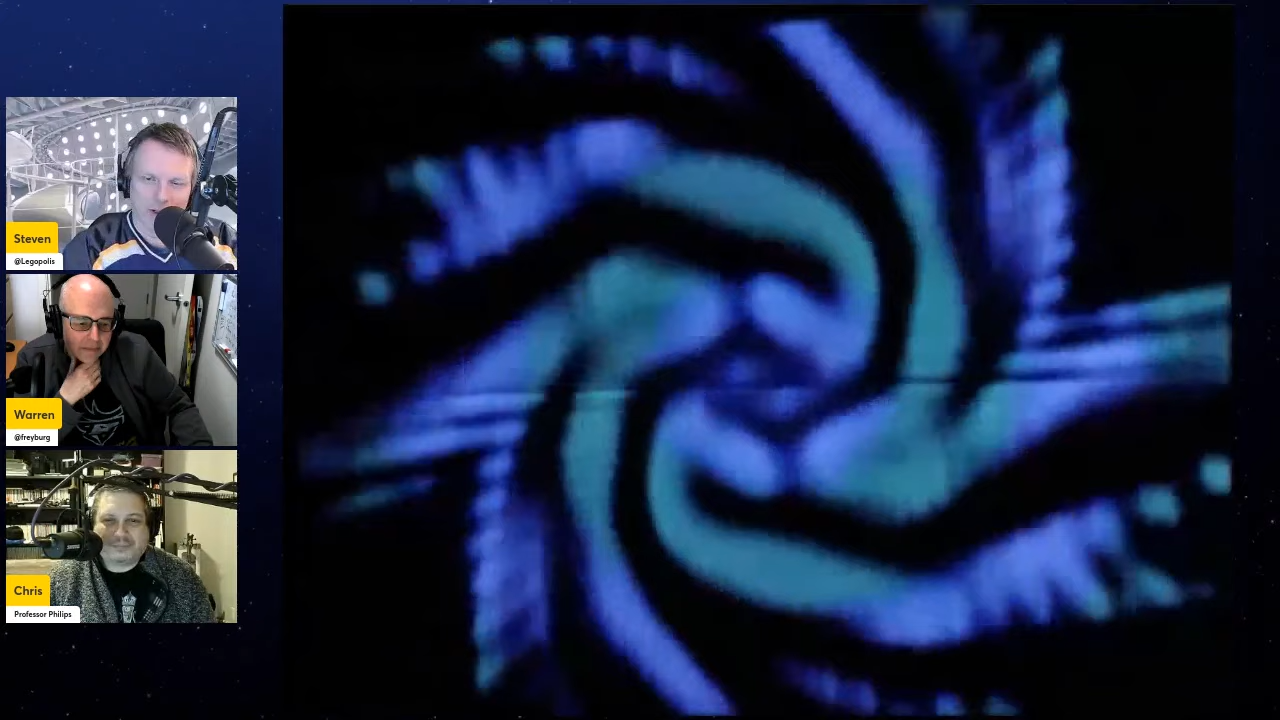 Steven
@Legopolis
Warren
@freyburg
Chris
Professor Philips